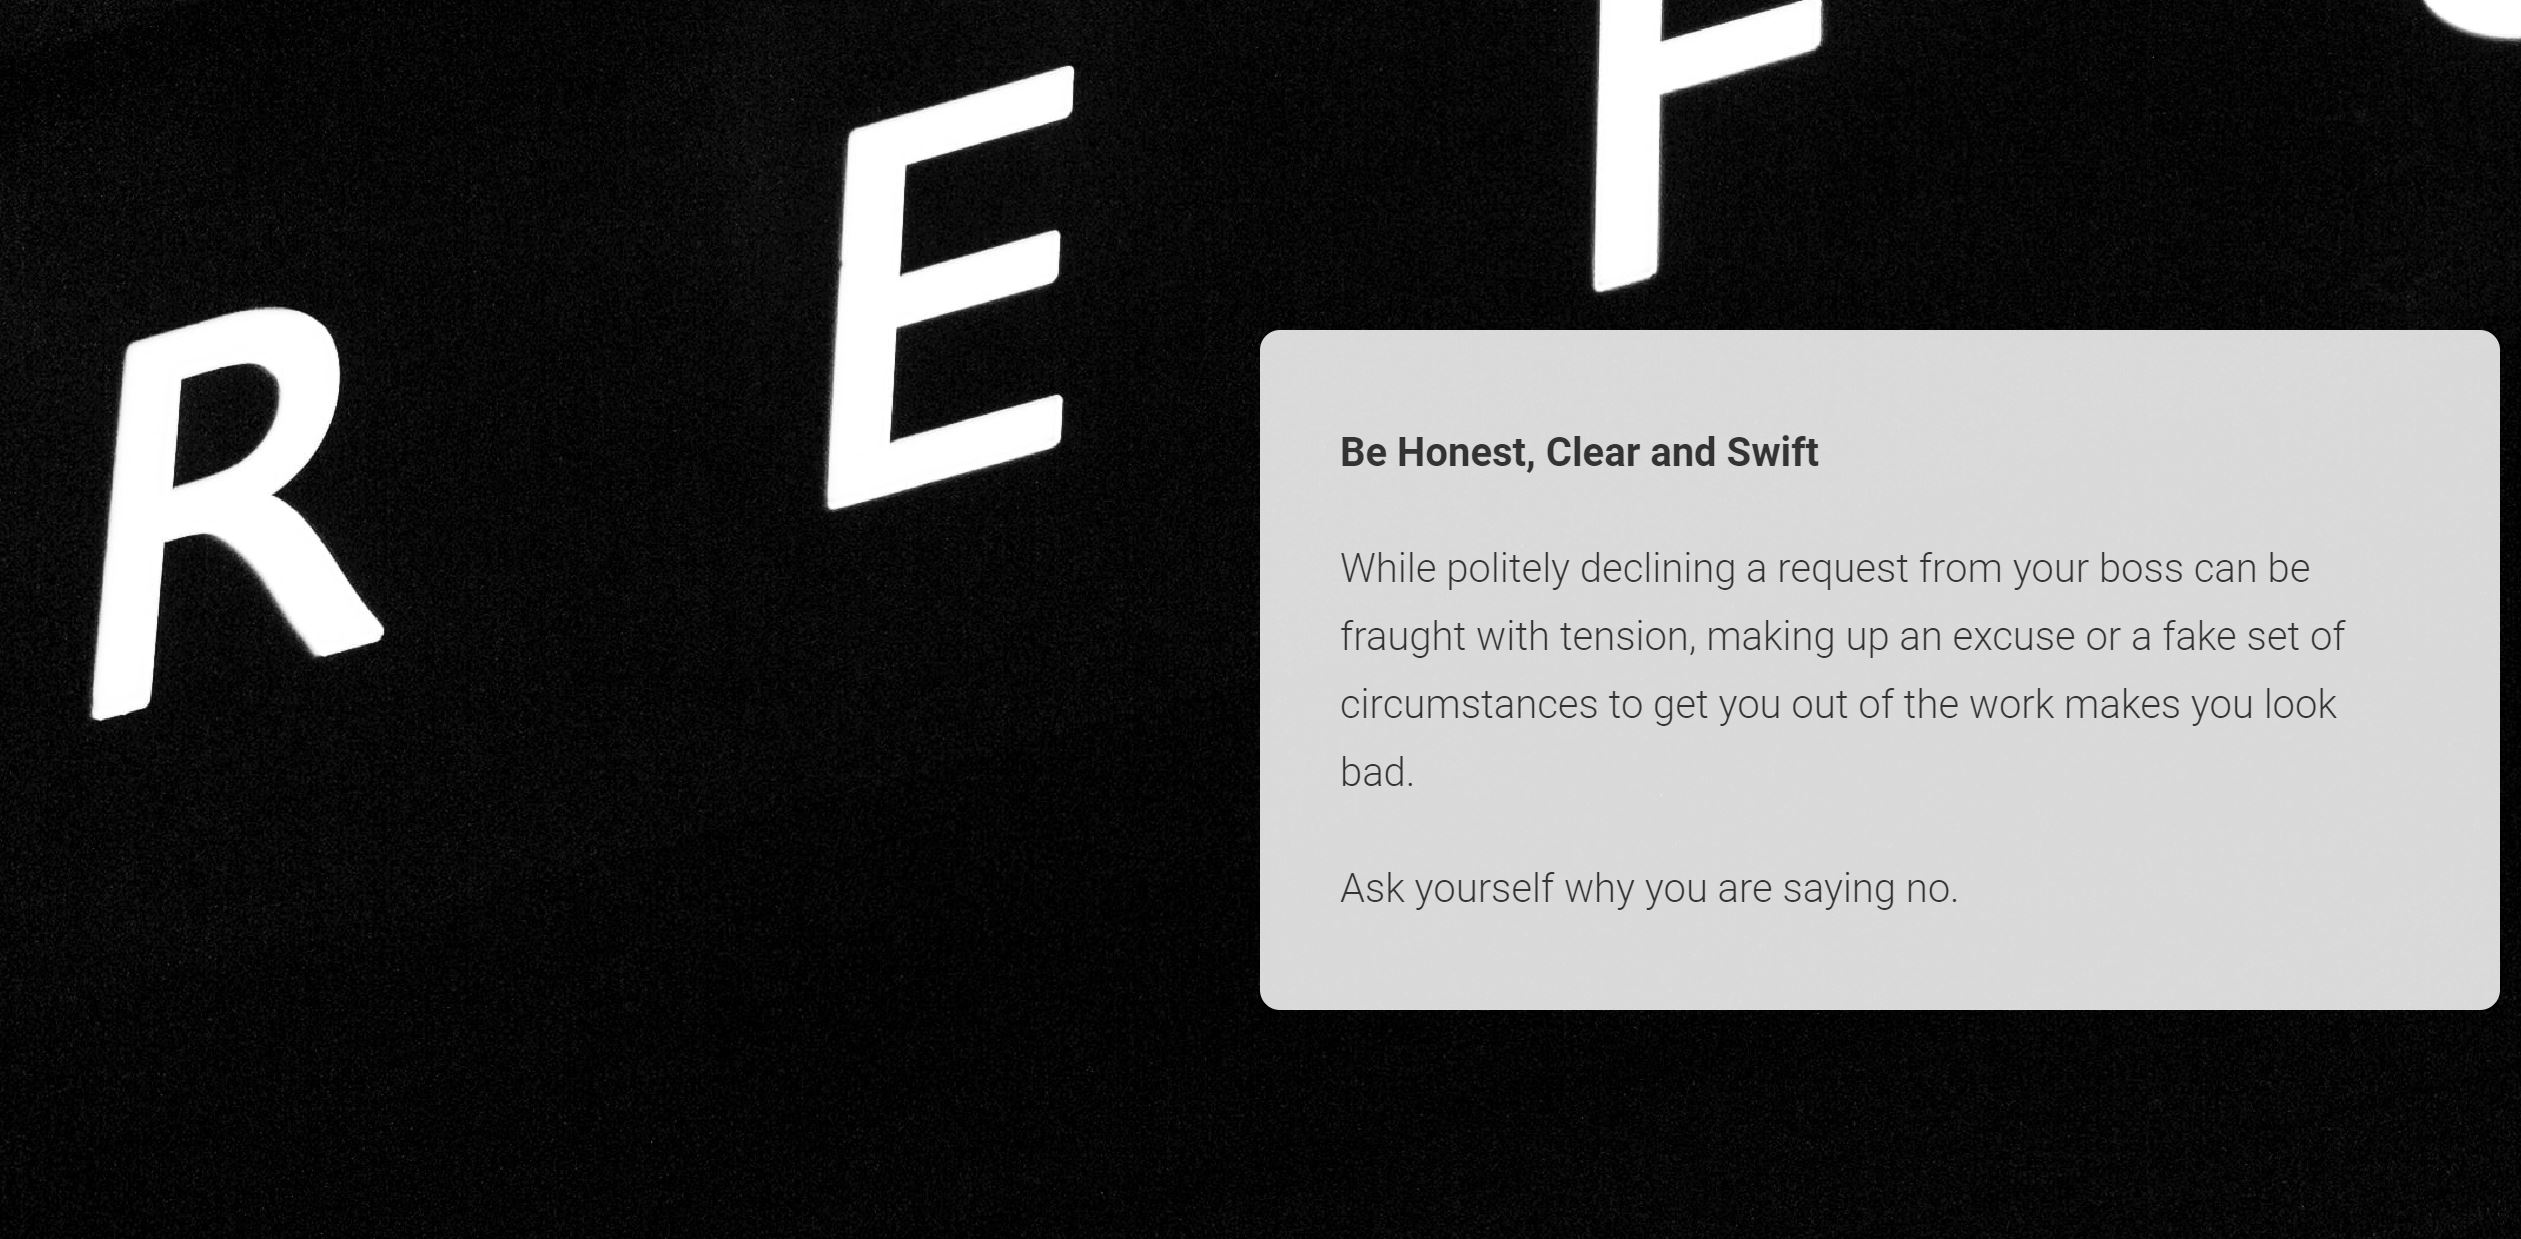 R E F
Be Honest, Clear and Swift
While politely declining a request from your boss can be
fraught with tension, making up an excuse or a fake set of
circumstances to get you out of the work makes you look
bad.
Ask yourself why you are saying no.